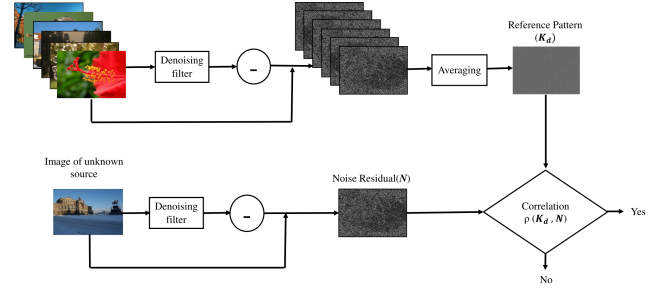 Reference Pattern
(K_d)
Denoising
filter
-
Averaging
Image of unknown
source
Noise Residual(N)
Denoising
filter
-
Correlation
ρ (K_d , N)
Yes
No